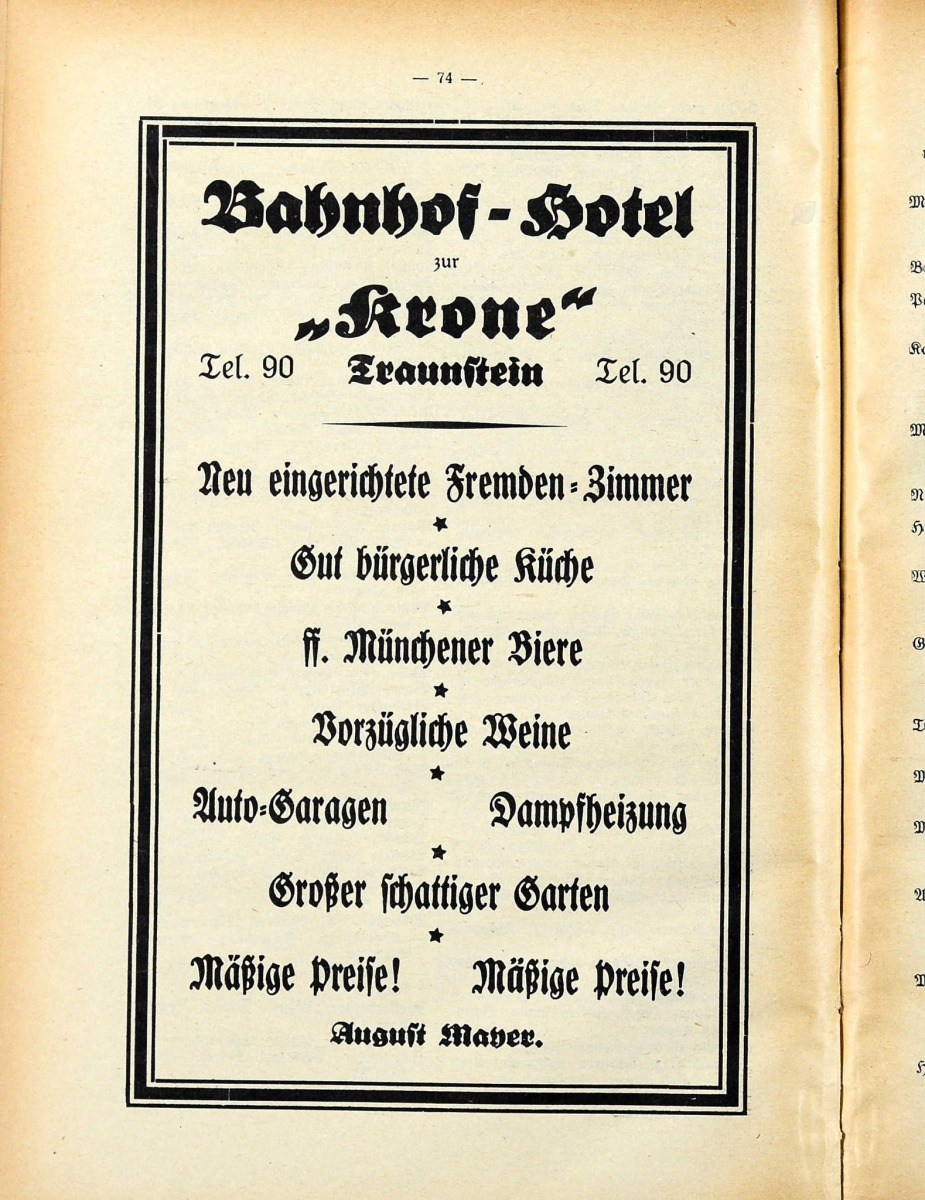 — 74 —
Bahnhof-Hotel
zur
„Krone“
Tel. 90 Traunstein Tel. 90
Neu eingerichtete Fremden-Zimmer
Gut bürgerliche Küche
ff. Münchener Biere
Vorzügliche Weine
Auto-Garagen Dampfheizung
Großer schattiger Garten
Mäßige Preise! Mäßige Preise!
August Mayer.